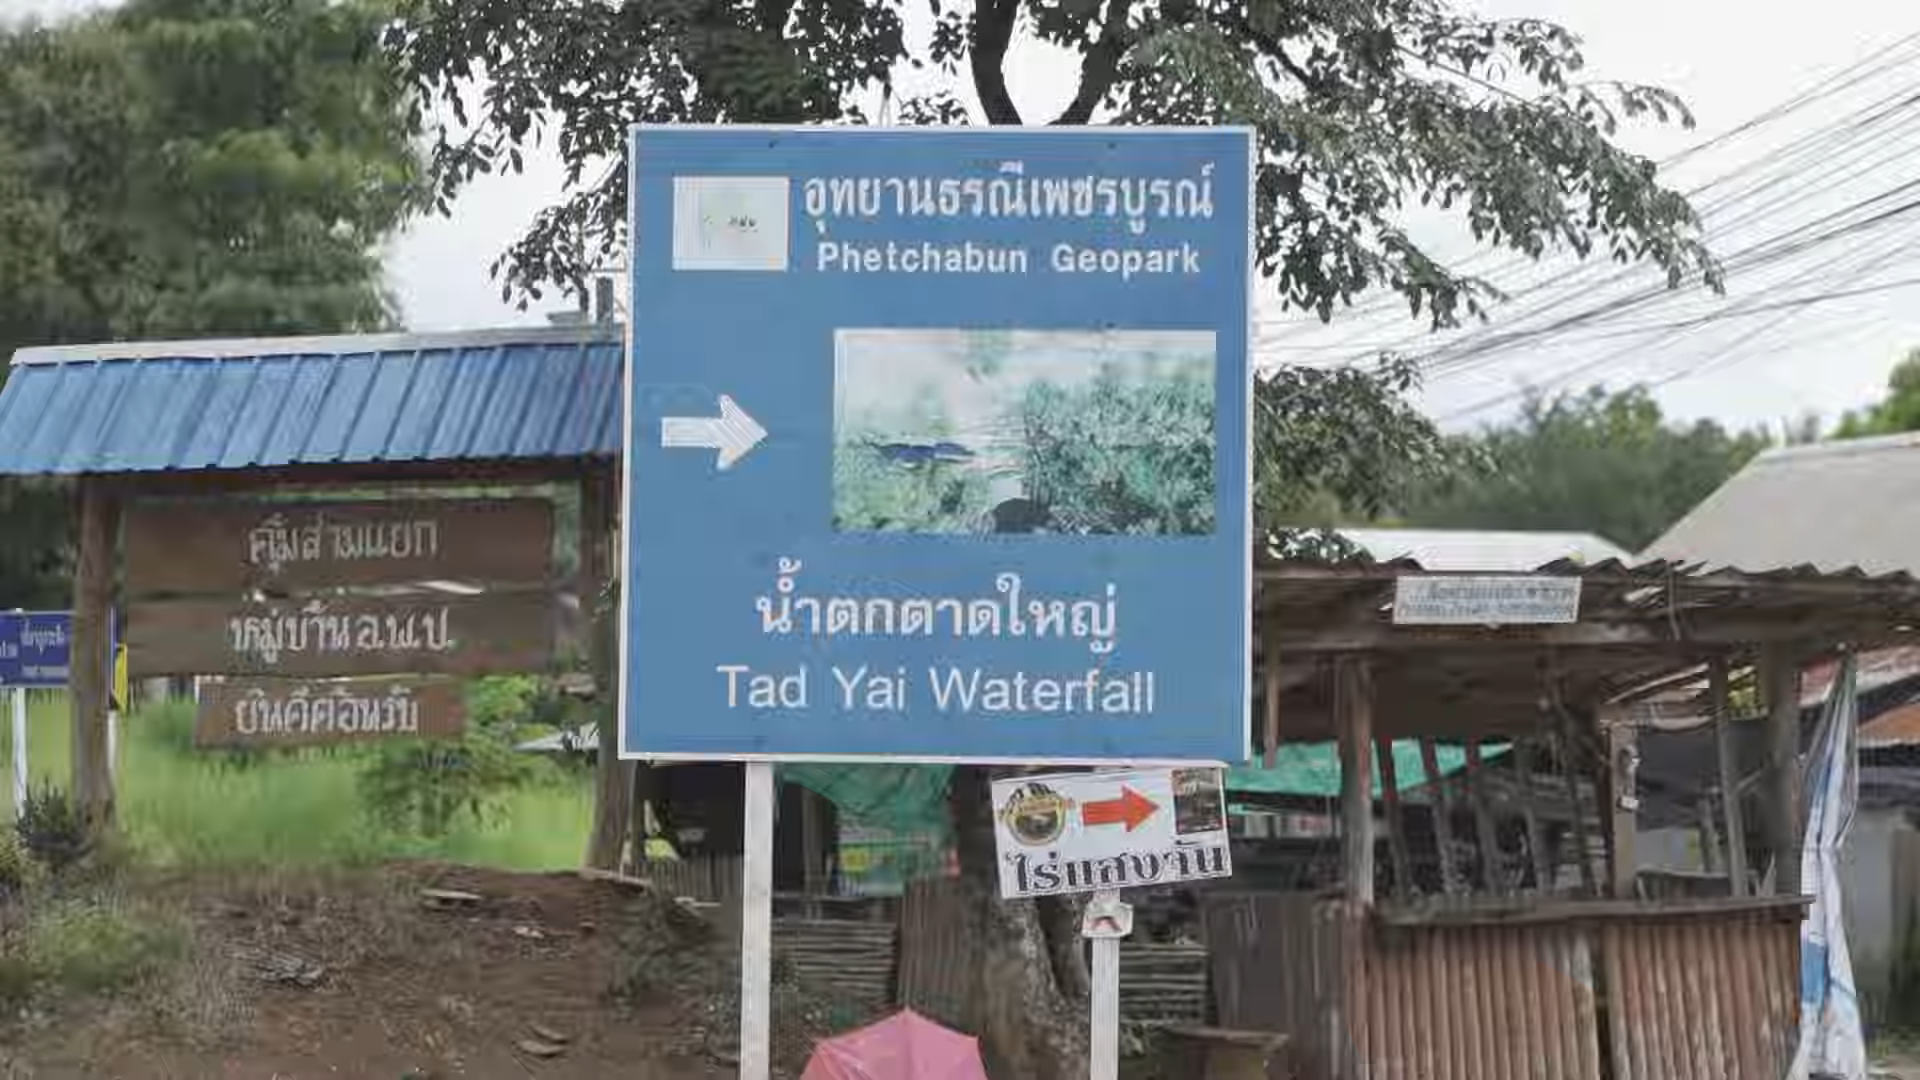 อุทยานธรณีเพชรบูรณ์
Phetchabun Geopark
น้ำตกตาดใหญ่
Tad Yai Waterfall
คุ้มสามแยก
หมู่บ้าน อ.พ.ป.
ยินดีต้อนรับ
ไร่แสงจัน